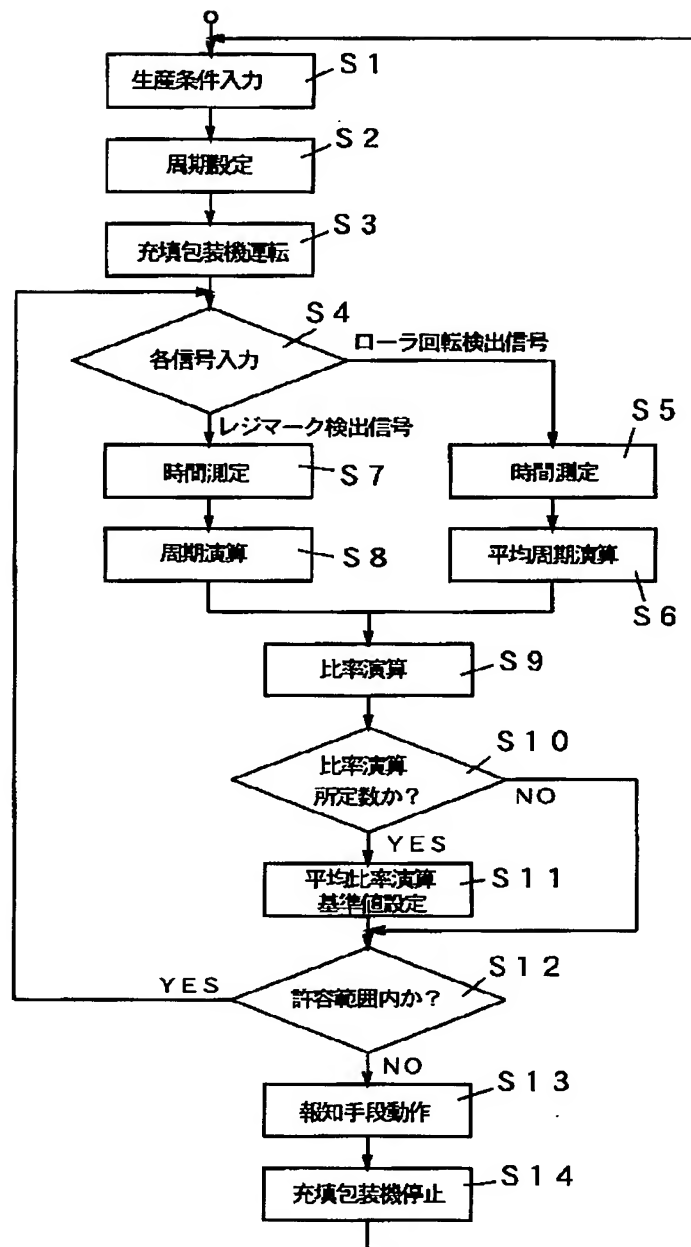 生産条件入力
S1
周期設定
S2
充填包装機運転
S3
各信号入力
S4
ローラ回転検出信号
レジマーク検出信号
時間測定
S7
時間測定
S5
周期演算
S8
平均周期演算
S6
比率演算
S9
比率演算
所定数か?
S10
NO
YES
平均比率演算
基準値設定
S11
許容範囲内か?
S12
YES
NO
報知手段動作
S13
充填包装機停止
S14